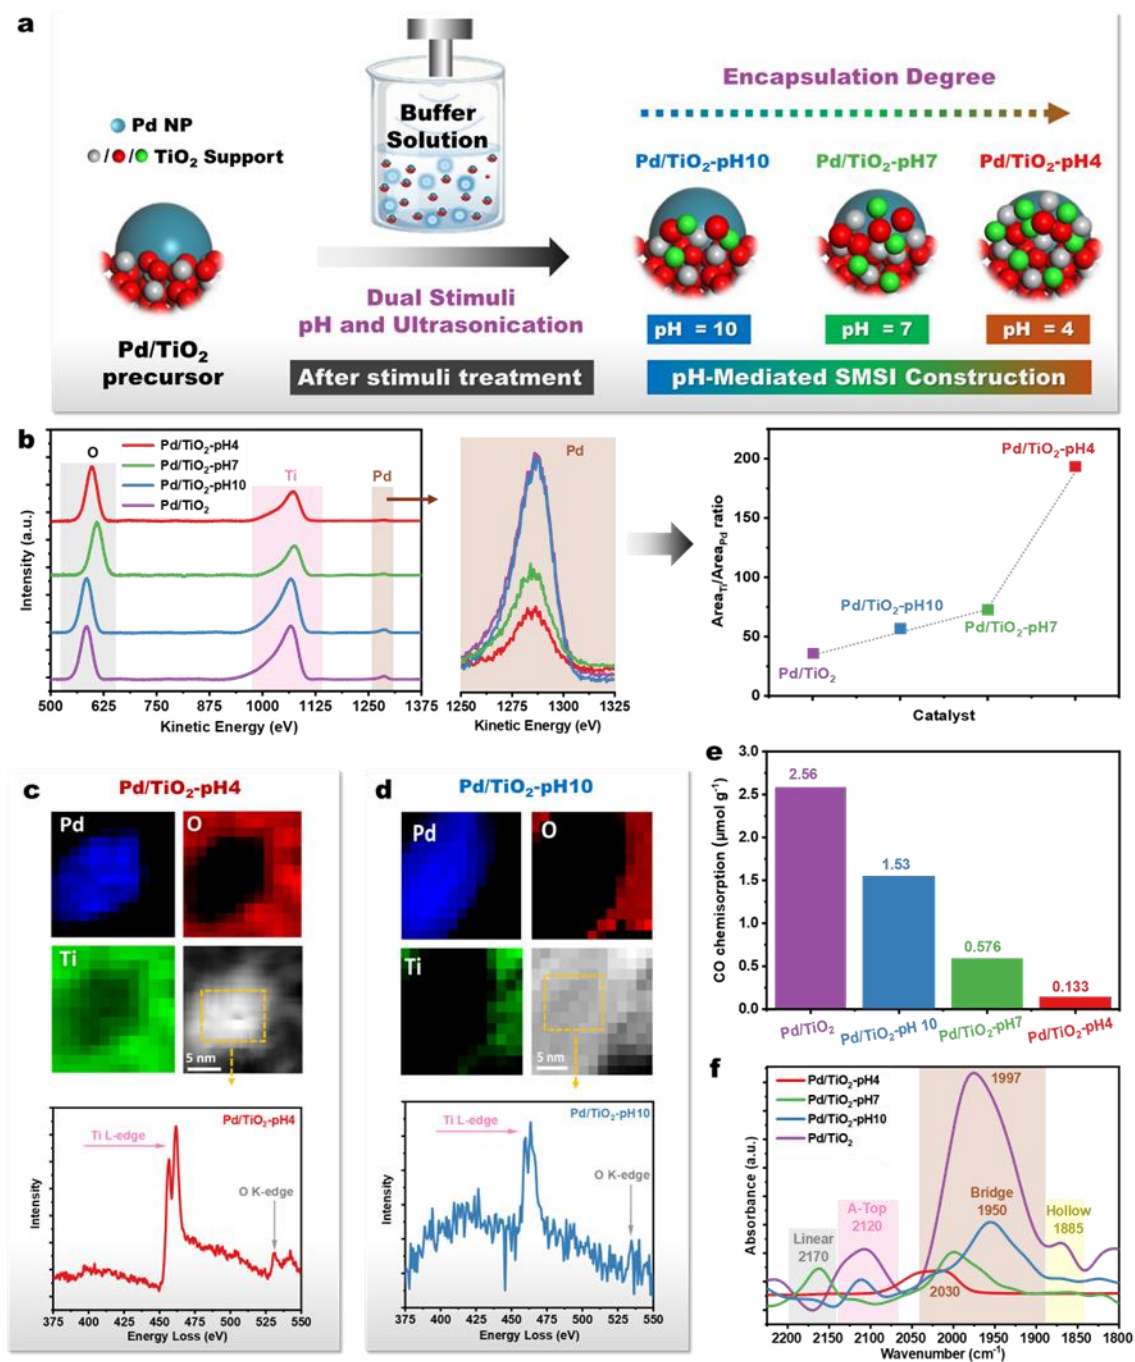 a
Pd NP
/ / TiO2 Support
Pd/TiO2
precursor
Buffer
Solution
Dual Stimuli
pH and Ultrasonication
After stimuli treatment
Encapsulation Degree
Pd/TiO2-pH10 Pd/TiO2-pH7 Pd/TiO2-pH4
pH = 10 pH = 7 pH = 4
pH-Mediated SMSI Construction
b
O
Pd/TiO2-pH4
Pd/TiO2-pH7
Pd/TiO2-pH10
Pd/TiO2
Ti
Pd
Intensity (a.u.)
500 625 750 875 1000 1125 1250 1375
Kinetic Energy (eV)
Pd
1250 1275 1300 1325
Kinetic Energy (eV)
AreaTi/AreaPd ratio
200
150
100
50
0
Pd/TiO2-pH4
Pd/TiO2-pH10
Pd/TiO2-pH7
Pd/TiO2
Catalyst
c
Pd/TiO2-pH4
Pd
O
Ti
5 nm
Pd/TiO2-pH4
Ti L-edge
O K-edge
Intensity
375 400 425 450 475 500 525 550
Energy Loss (eV)
d
Pd/TiO2-pH10
Pd
O
Ti
5 nm
Pd/TiO2-pH10
Ti L-edge
O K-edge
Intensity
375 400 425 450 475 500 525 550
Energy Loss (eV)
e
CO chemisorption (μmol g-1)
3.0
2.5
2.0
1.5
1.0
0.5
0.0
2.56
1.53
0.576
0.133
Pd/TiO2 Pd/TiO2-pH 10 Pd/TiO2-pH7 Pd/TiO2-pH4
f
Pd/TiO2-pH4
Pd/TiO2-pH7
Pd/TiO2-pH10
Pd/TiO2
1997
Bridge
1950
A-Top
2120
Hollow
1885
Linear
2170
2030
Absorbance (a.u.)
2200 2150 2100 2050 2000 1950 1900 1850 1800
Wavenumber (cm-1)